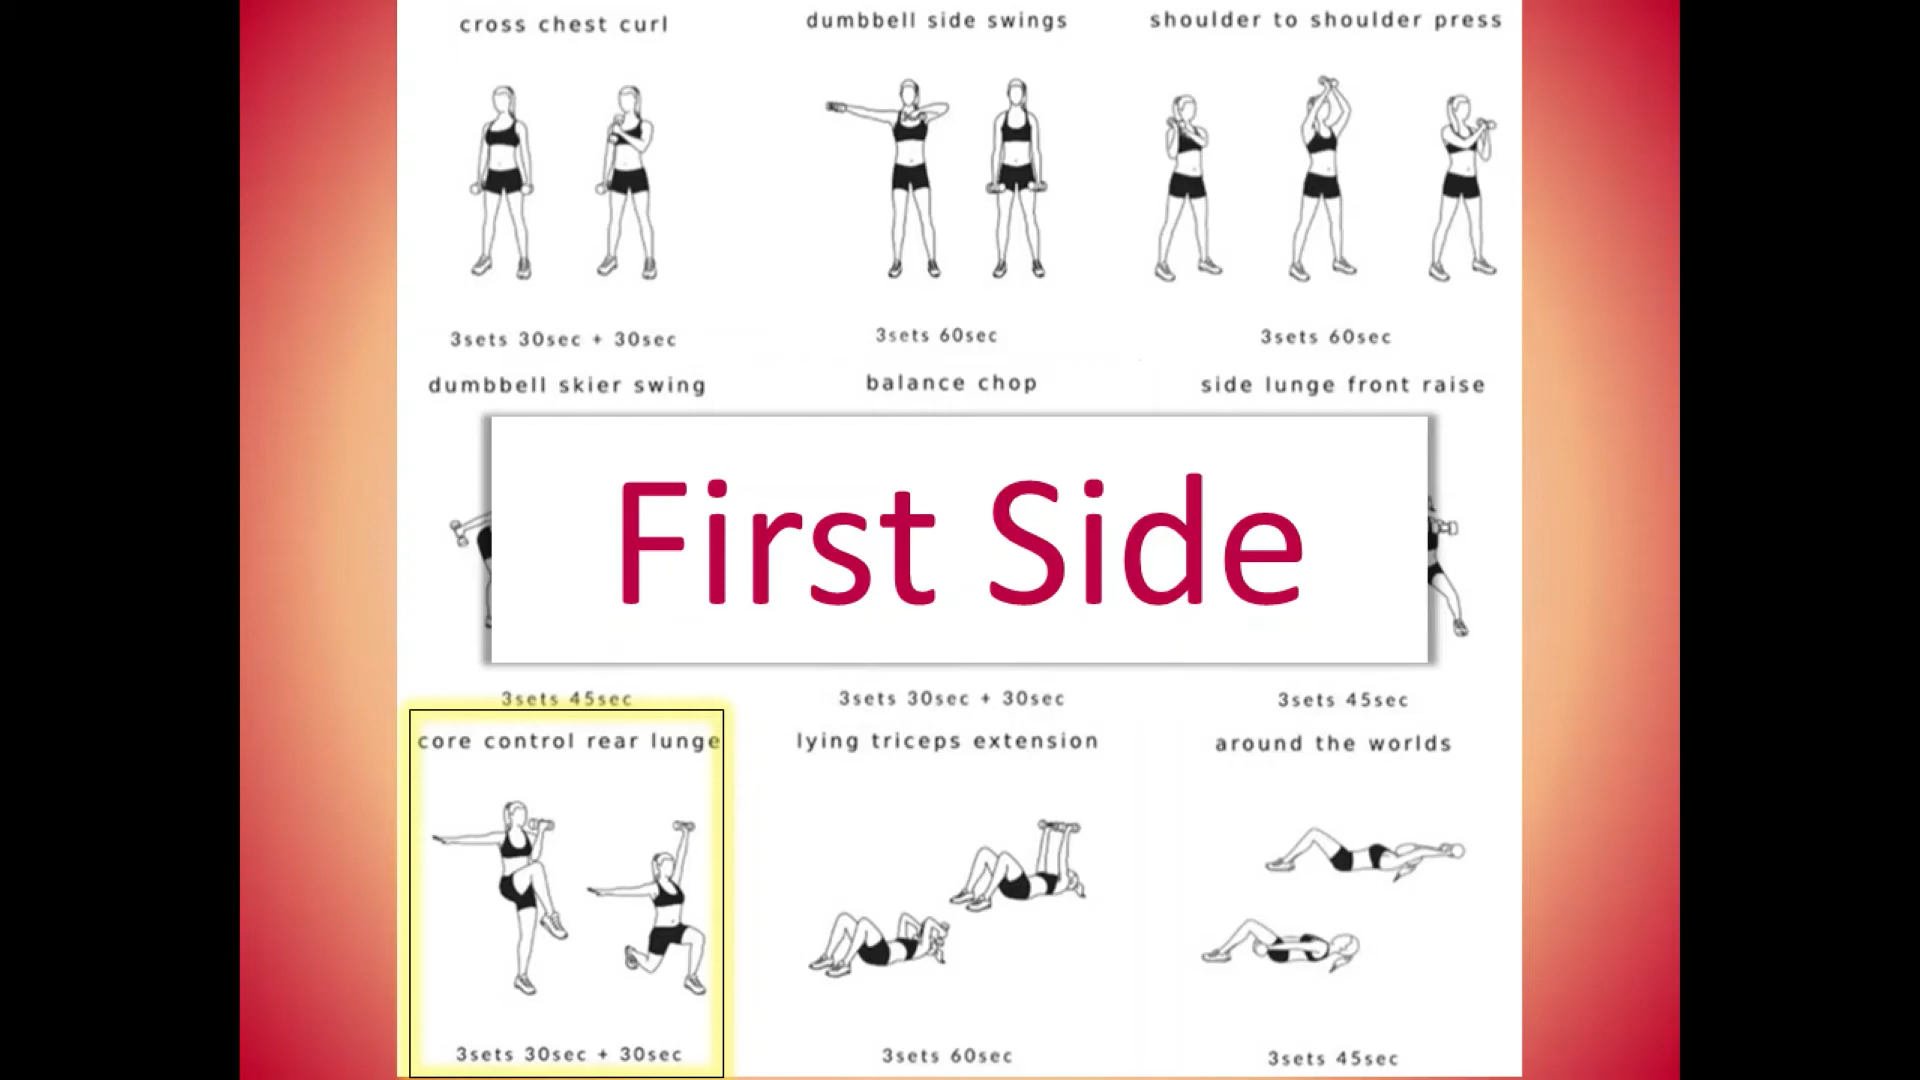 cross chest curl
dumbbell side swings
shoulder to shoulder press
3sets 30sec + 30sec
3sets 60sec
3sets 60sec
dumbbell skier swing
balance chop
side lunge front raise
First Side
3sets 45sec
3sets 30sec + 30sec
3sets 45sec
core control rear lunge
lying triceps extension
around the worlds
3sets 30sec + 30sec
3sets 60sec
3sets 45sec